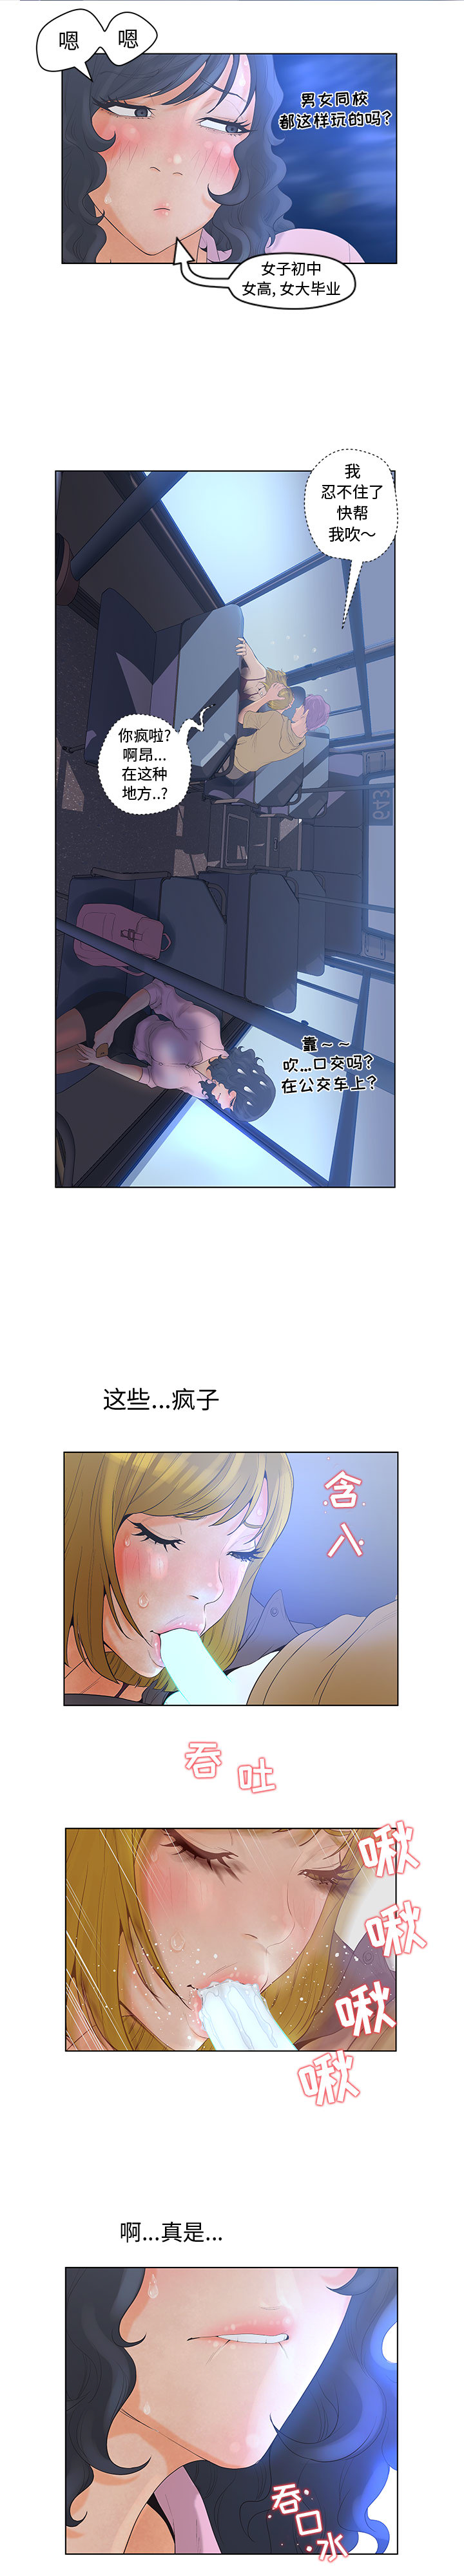 嗯 嗯
男女同校
都这样玩的吗?
女子初中
女高, 女大毕业
我
忍不住了
快帮
我吹～
你疯啦?
啊昂...
在这种
地方..?
643
靠～～
吹...口交吗?
在公交车上?
这些...疯子
含
入
吞 吐
啾
啾
啾
啾
啊...真是...
吞
口
水